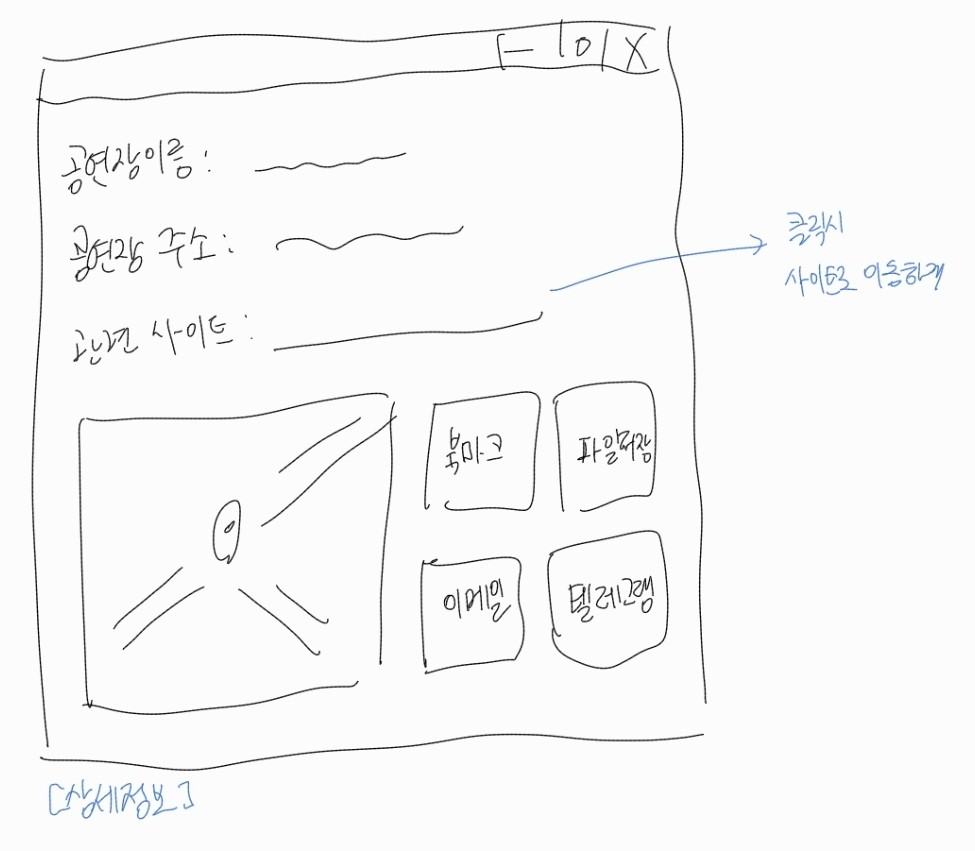 공연장이름 :
공연장 주소 :
클릭시
사이트로 이동하게
관련 사이트 :
북마크
파일저장
이메일
텔레그램
[상세정보]